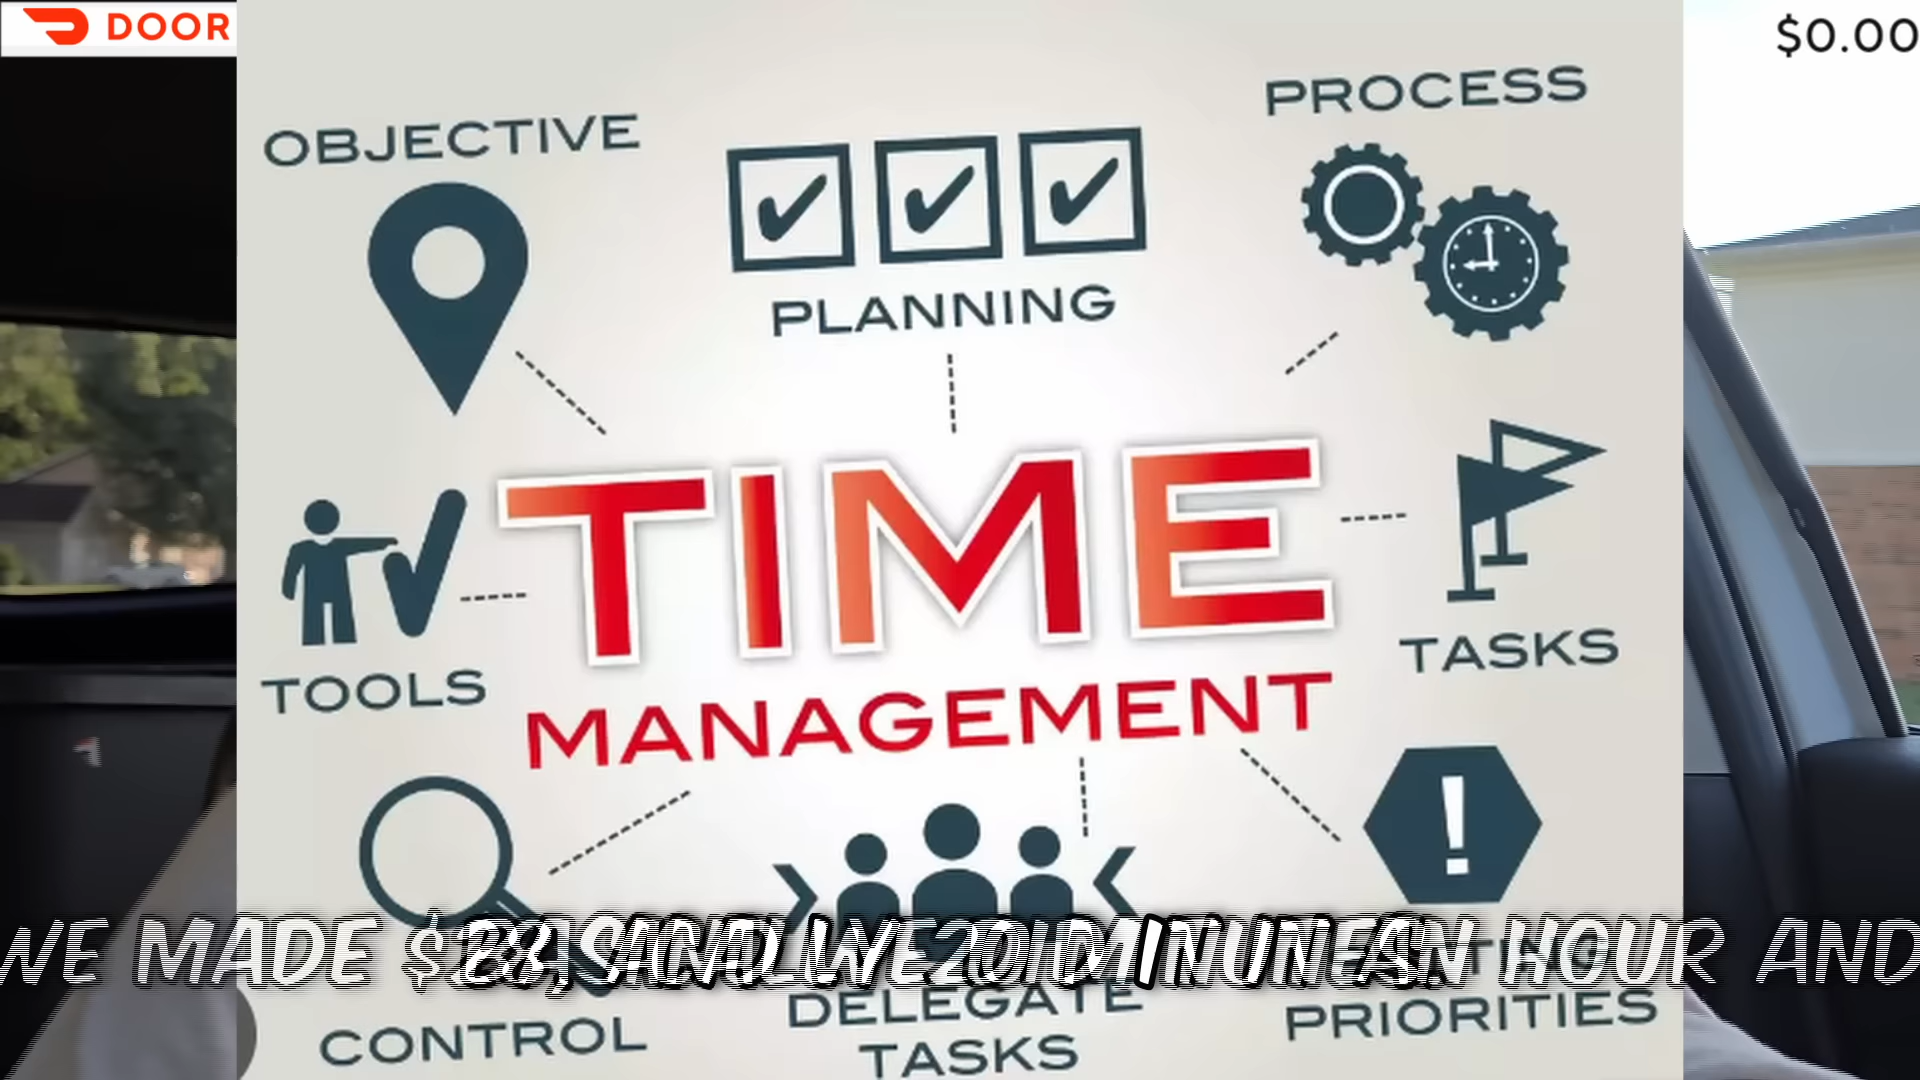 DOOR
$0.00
OBJECTIVE
PROCESS
PLANNING
TIME
MANAGEMENT
TOOLS
TASKS
WE MADE HOUR AND
CONTROL
DELEGATE
TASKS
PRIORITIES